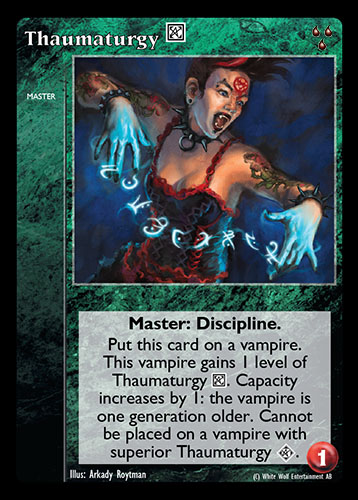 Thaumaturgy
MASTER
Master: Discipline.
Put this card on a vampire.
This vampire gains 1 level of
Thaumaturgy . Capacity
increases by 1: the vampire is
one generation older. Cannot
be placed on a vampire with
superior Thaumaturgy .
1
Illus: Arkady Roytman
(C) White Wolf Entertainment AB